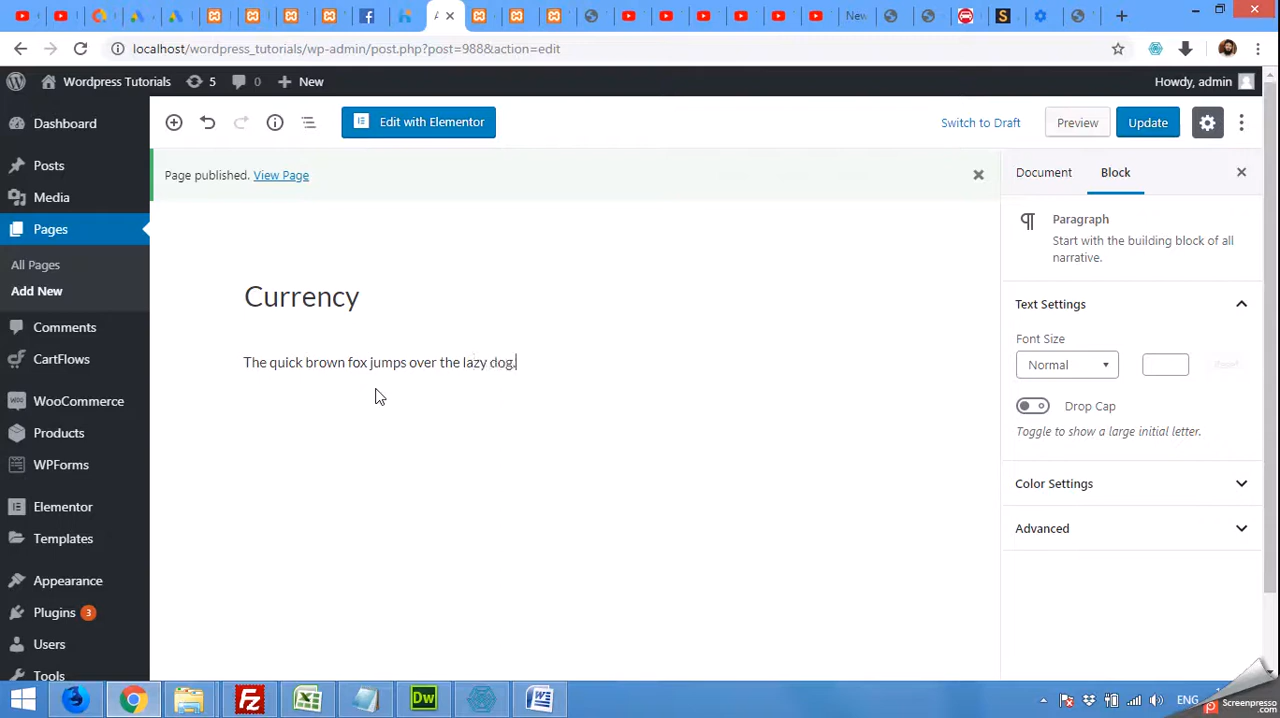 A
New
localhost/wordpress_tutorials/wp-admin/post.php?post=988&action=edit
Wordpress Tutorials 5 0 New Howdy, admin
Dashboard
Posts
Media
Pages
All Pages
Add New
Comments
CartFlows
WooCommerce
Products
WPForms
Elementor
Templates
Appearance
Plugins 3
Users
Tools
Edit with Elementor Switch to Draft Preview Update
Page published. View Page
Currency
The quick brown fox jumps over the lazy dog.
Document Block
Paragraph
Start with the building block of all
narrative.
Text Settings
Font Size
Normal Reset
Drop Cap
Toggle to show a large initial letter.
Color Settings
Advanced
ENG
Screenpresso
.com